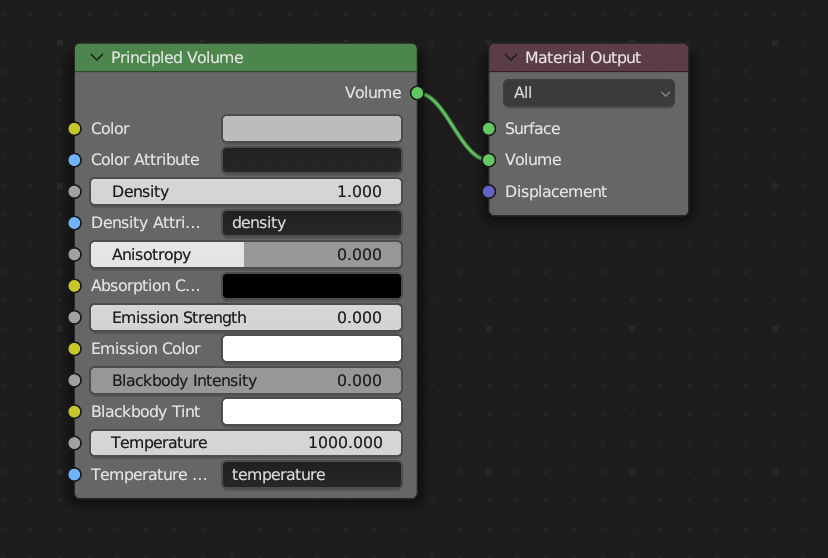 Principled Volume
Volume
Color
Color Attribute
Density 1.000
Density Attri... density
Anisotropy 0.000
Absorption C...
Emission Strength 0.000
Emission Color
Blackbody Intensity 0.000
Blackbody Tint
Temperature 1000.000
Temperature ... temperature
Material Output
All
Surface
Volume
Displacement